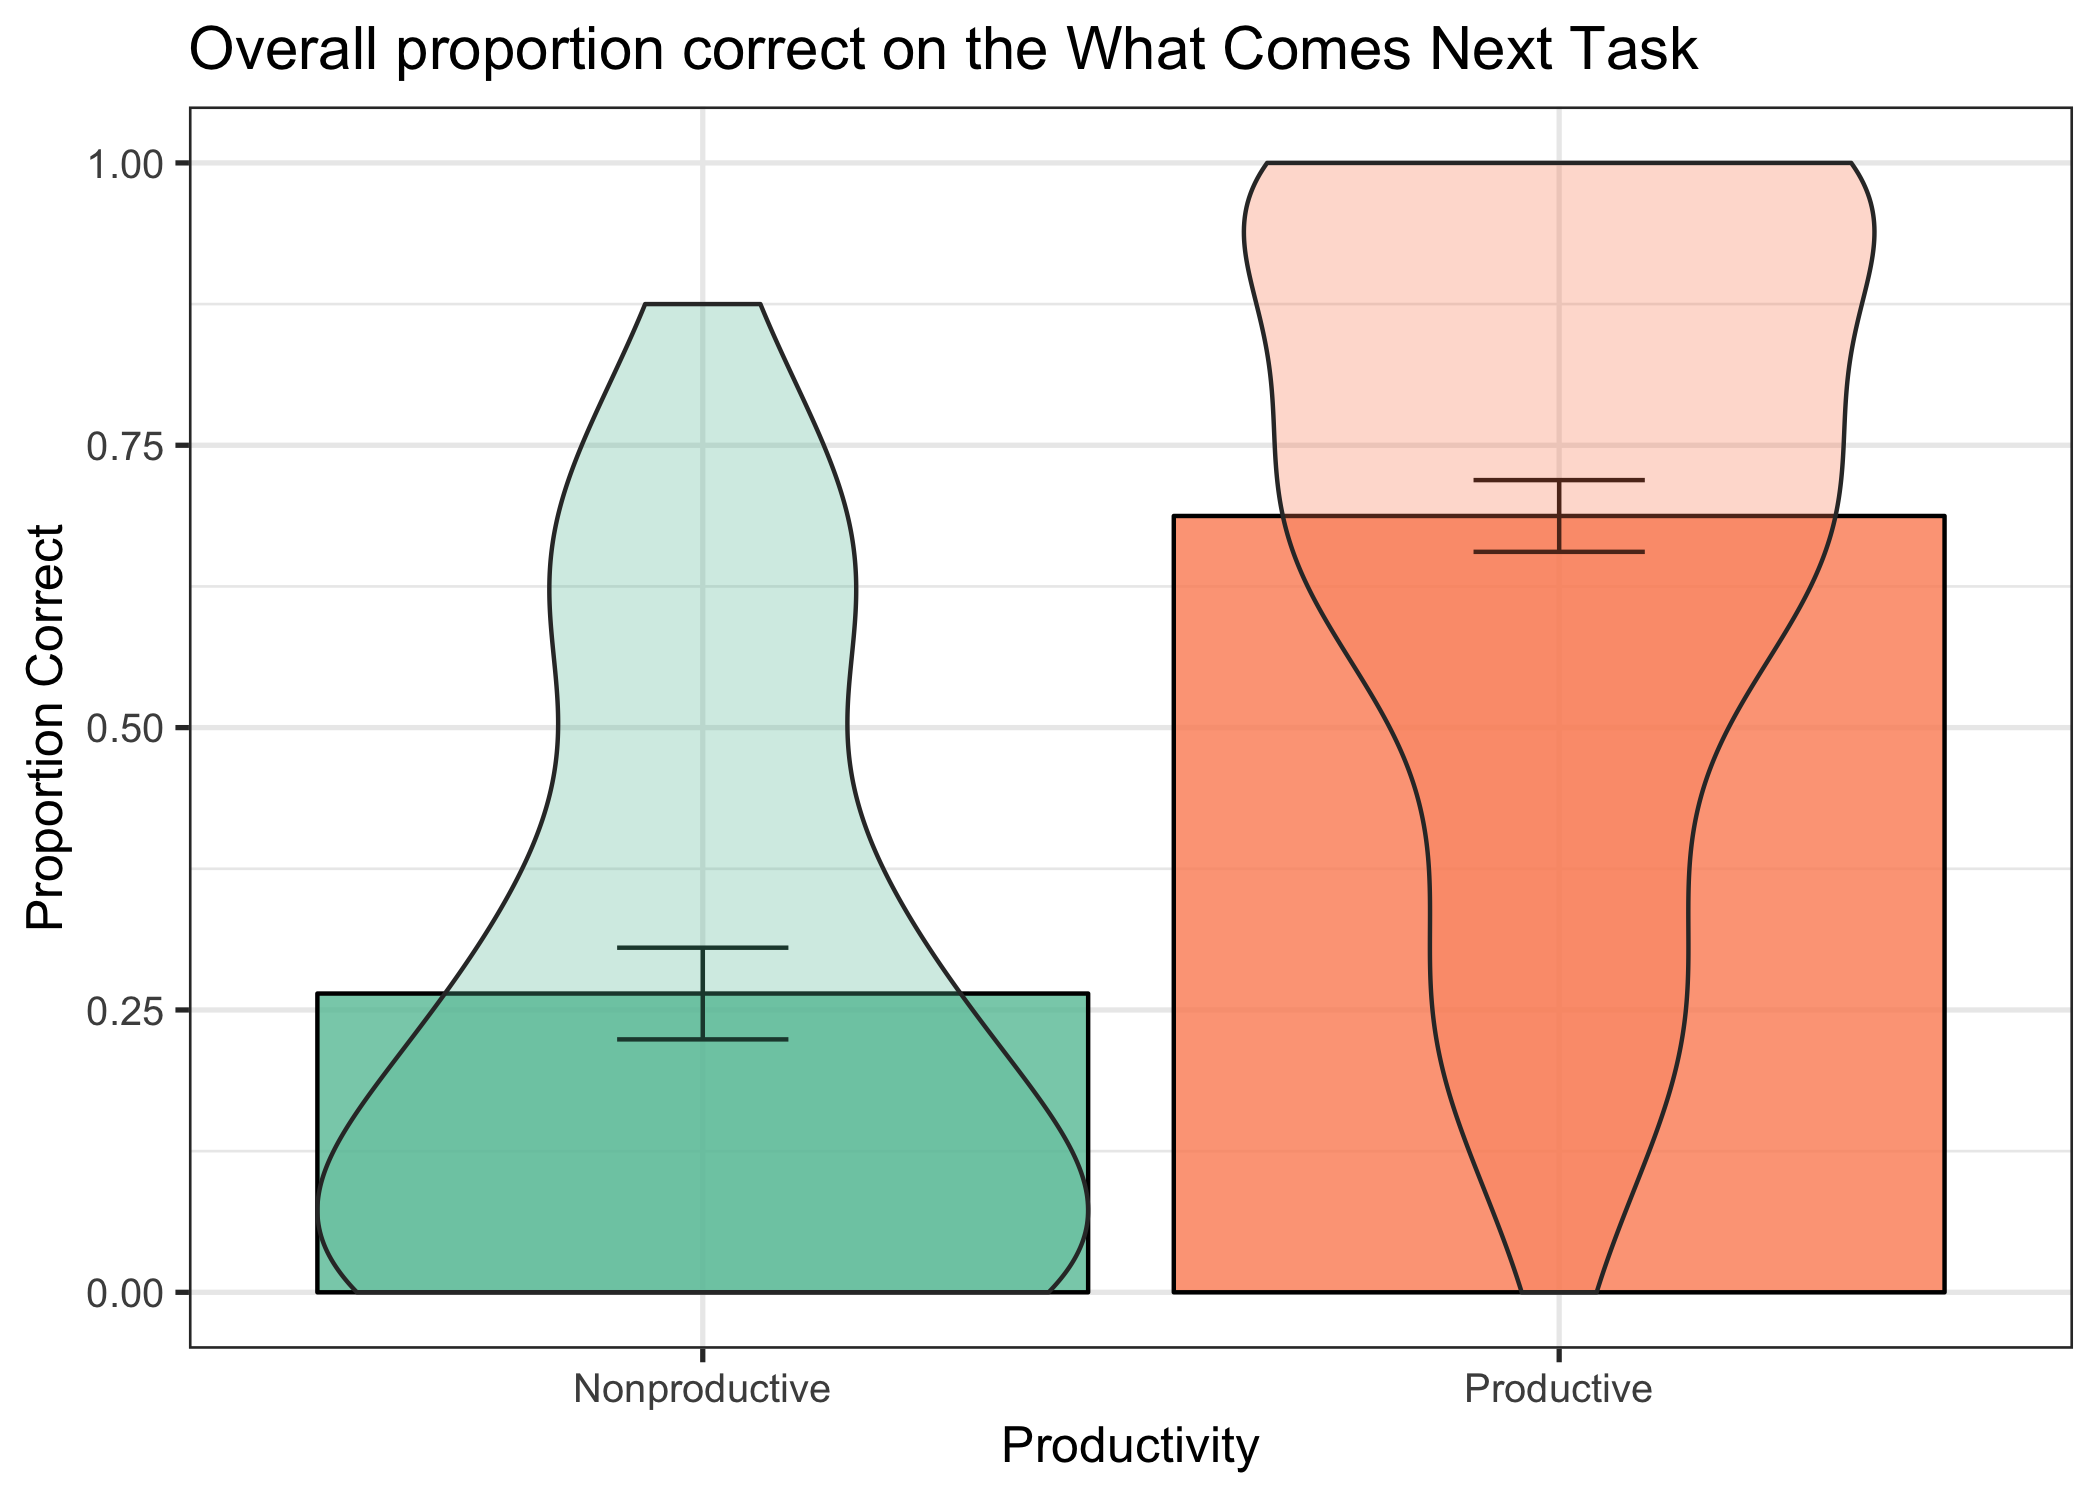 Overall proportion correct on the What Comes Next Task
Proportion Correct
1.00
0.75
0.50
0.25
0.00
Nonproductive
Productive
Productivity